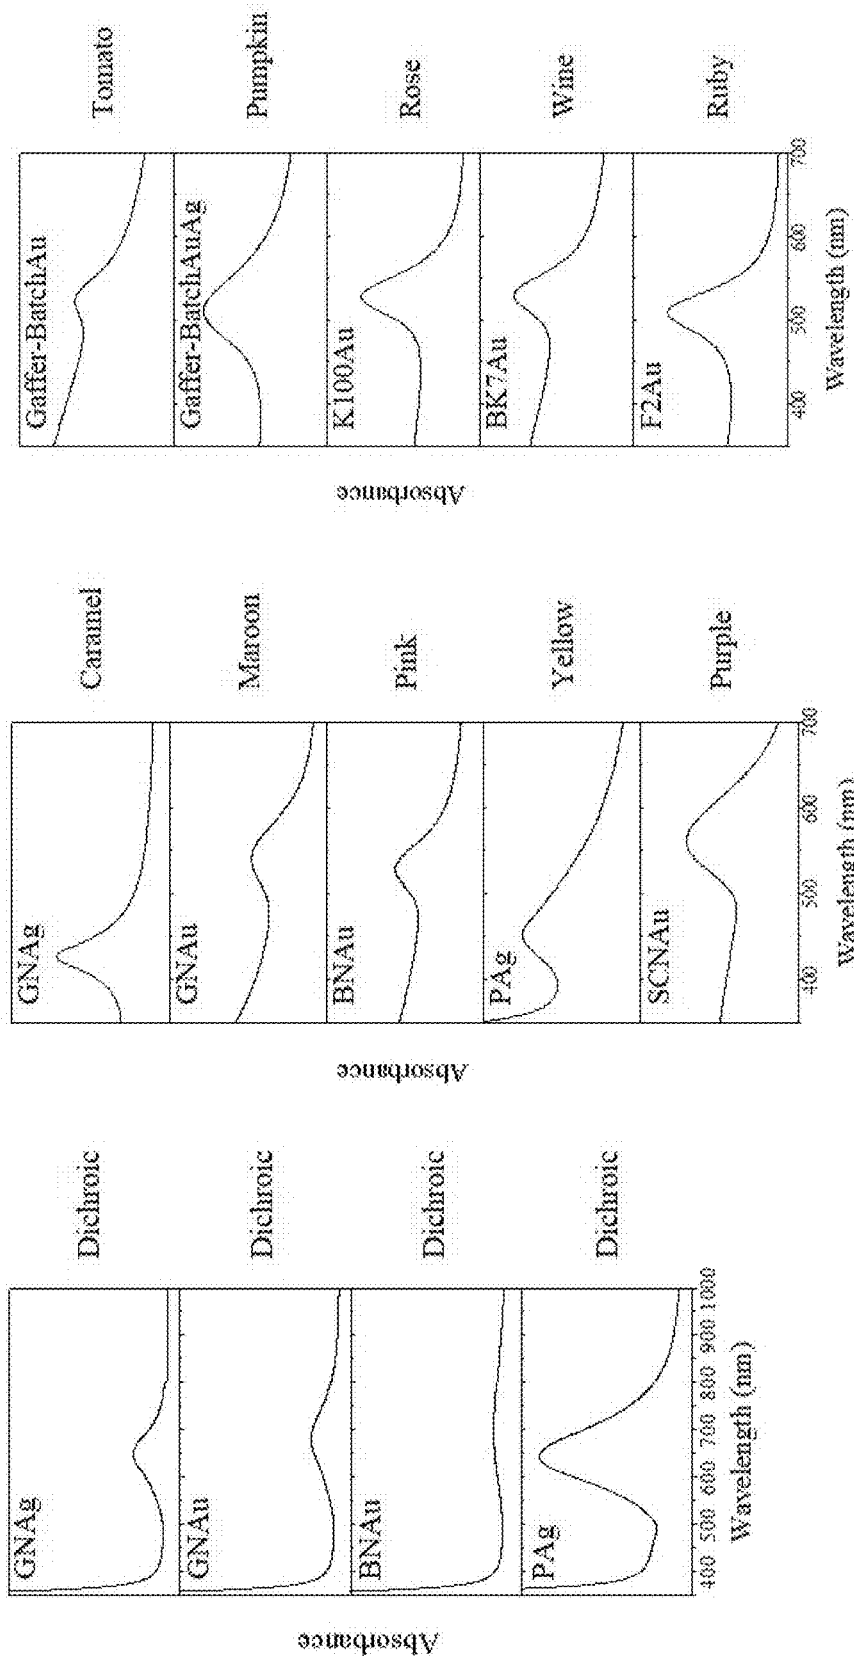 Gaffer-BatchAu
Tomato
Gaffer-BatchAuAg
Pumpkin
K100Au
Rose
BK7Au
Wine
F2Au
Ruby
Absorbance
400 500 600 700
Wavelength (nm)
GNAg
Caramel
GNAu
Maroon
BNAu
Pink
PAg
Yellow
SCNAu
Purple
Absorbance
400 500 600 700
Wavelength (nm)
GNAg
Dichroic
GNAu
Dichroic
BNAu
Dichroic
PAg
Dichroic
Absorbance
400 500 600 700 800 900 1000
Wavelength (nm)